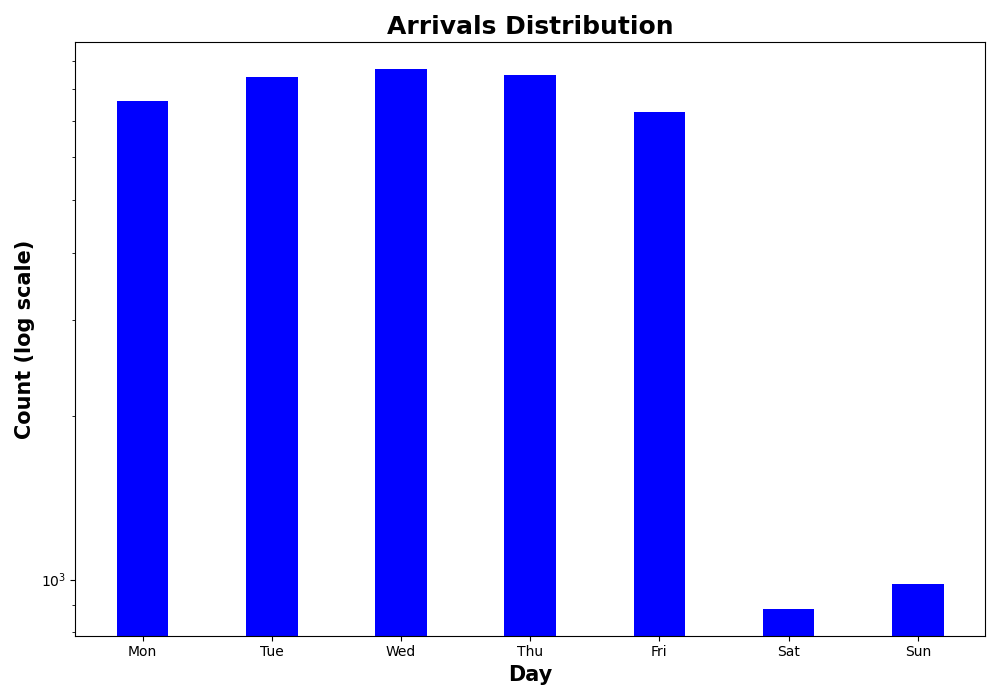 Arrivals Distribution
Count (log scale)
10³
Mon Tue Wed Thu Fri Sat Sun
Day